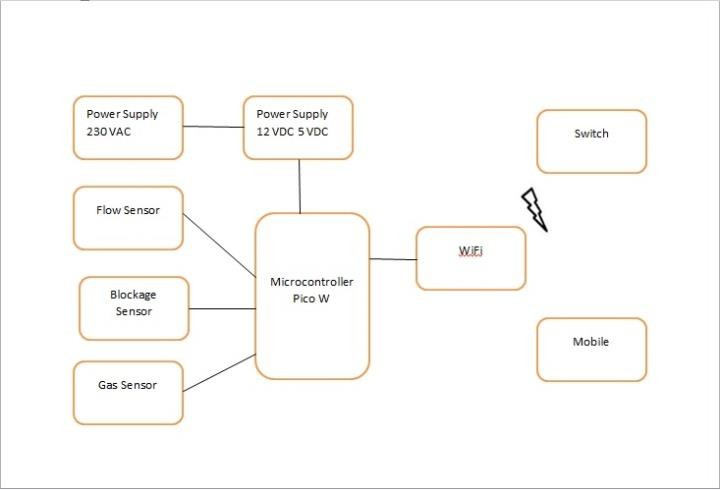 Power Supply
230 VAC
Power Supply
12 VDC 5 VDC
Switch
Flow Sensor
WiFi
Blockage
Sensor
Microcontroller
Pico W
Mobile
Gas Sensor